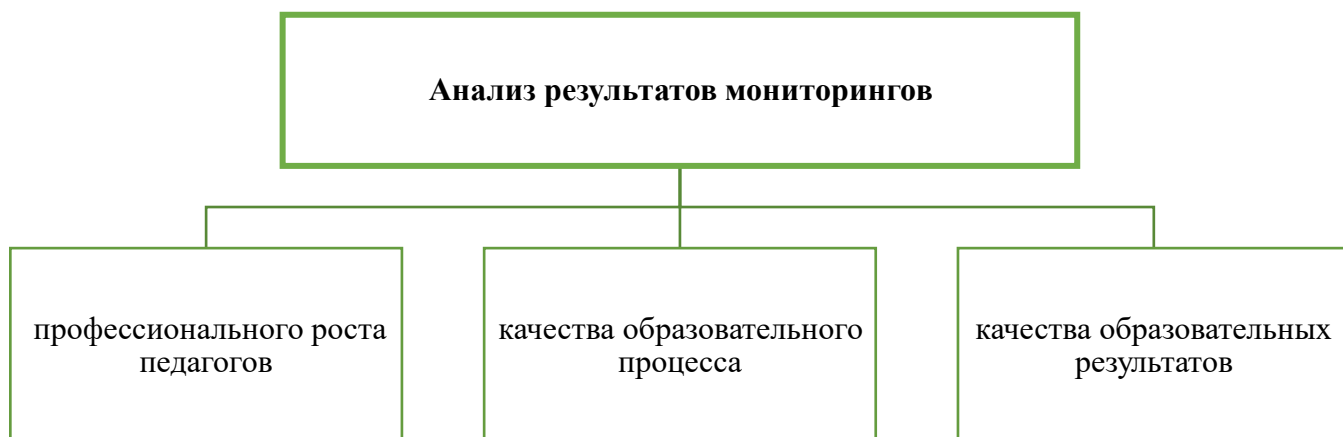 Анализ результатов мониторингов
профессионального роста
педагогов
качества образовательного
процесса
качества образовательных
результатов